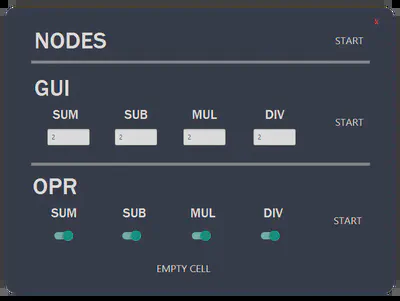 x
NODES START
GUI
SUM SUB MUL DIV START
2 2 2 2
OPR
SUM SUB MUL DIV START
EMPTY CELL